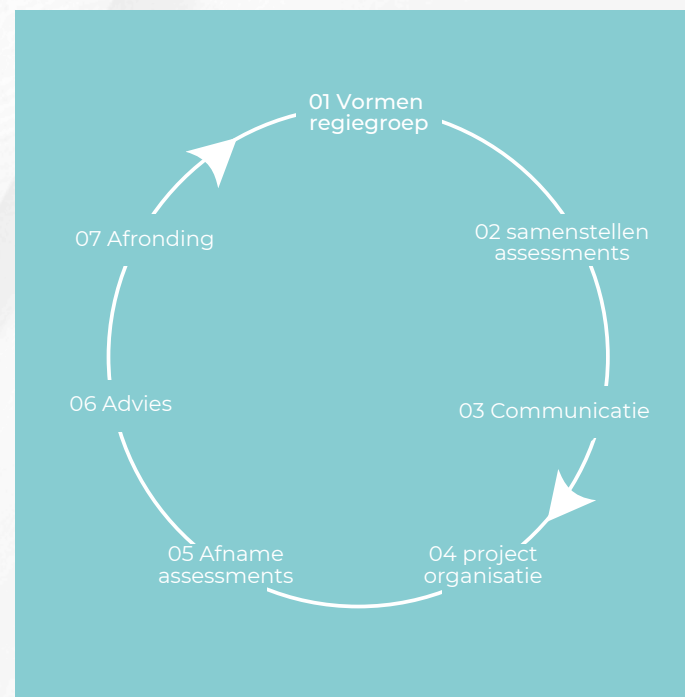 01 Vormen
regiegroep
02 samenstellen
assessments
03 Communicatie
04 project
organisatie
05 Afname
assessments
06 Advies
07 Afronding